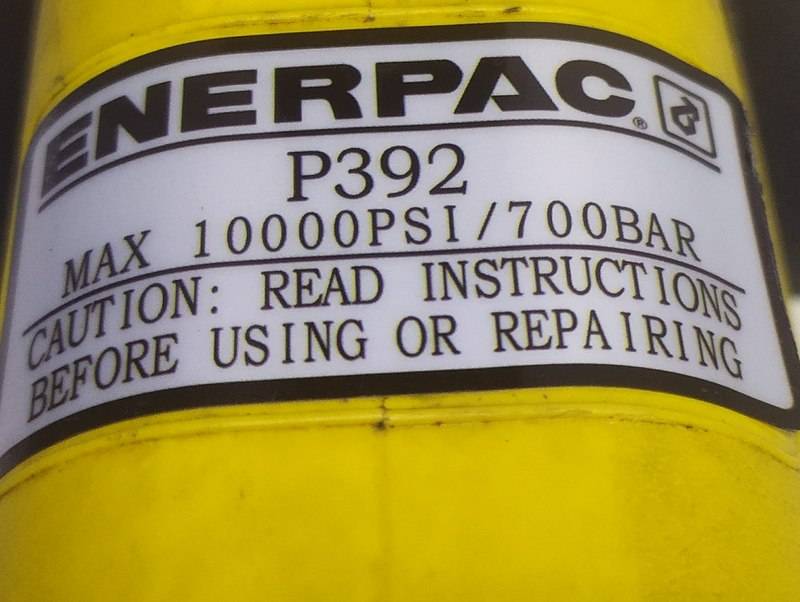 ENERPAC®
P392
MAX 10000PSI/700BAR
CAUTION: READ INSTRUCTIONS
BEFORE USING OR REPAIRING